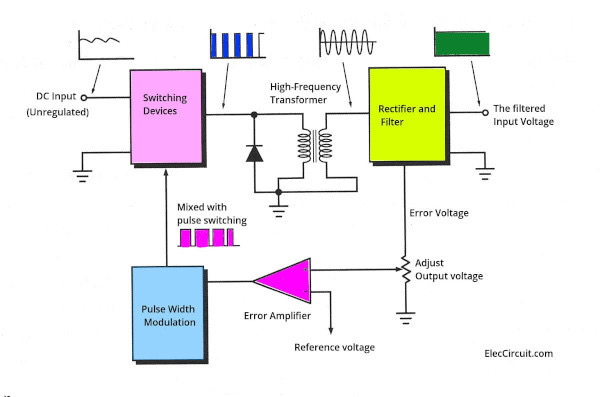 DC Input
(Unregulated)
Switching
Devices
High-Frequency
Transformer
Rectifier and
Filter
The filtered
Input Voltage
Mixed with
pulse switching
Error Voltage
Adjust
Output voltage
Pulse Width
Modulation
Error Amplifier
Reference voltage
ElecCircuit.com